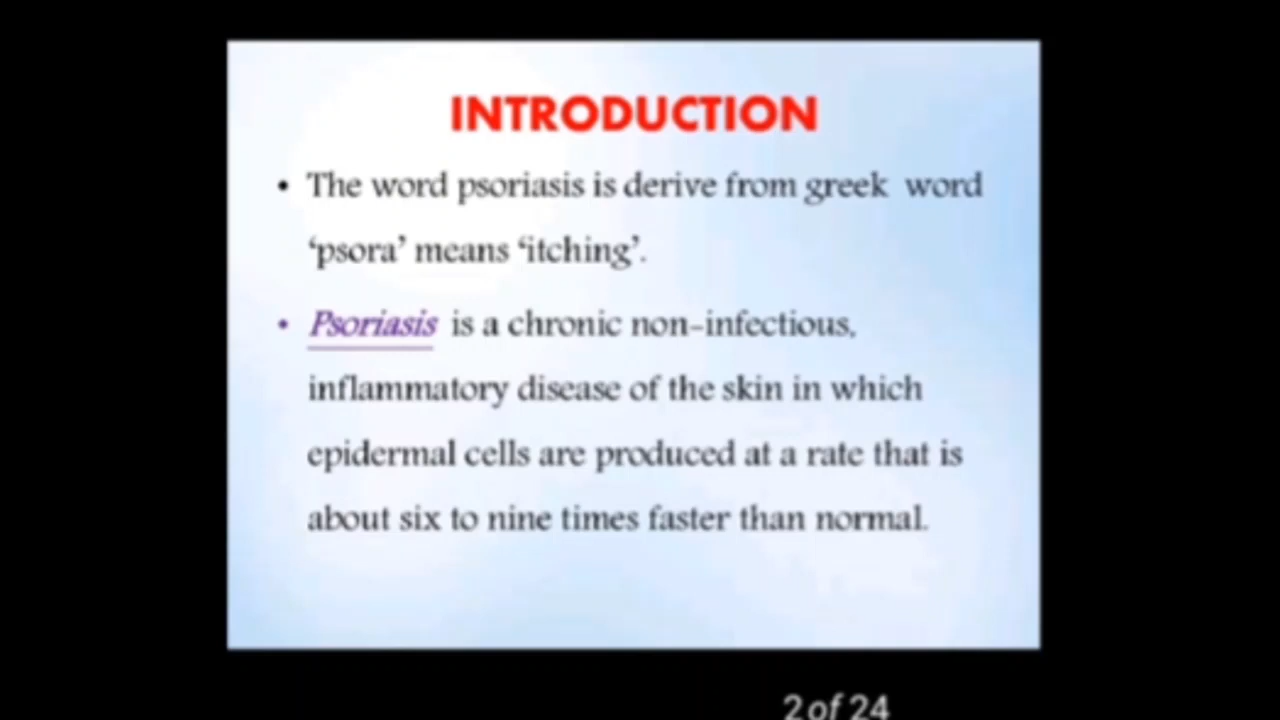 INTRODUCTION
• The word psoriasis is derive from greek word
‘psora’ means ‘itching’.
• Psoriasis is a chronic non-infectious,
inflammatory disease of the skin in which
epidermal cells are produced at a rate that is
about six to nine times faster than normal.
2 of 24